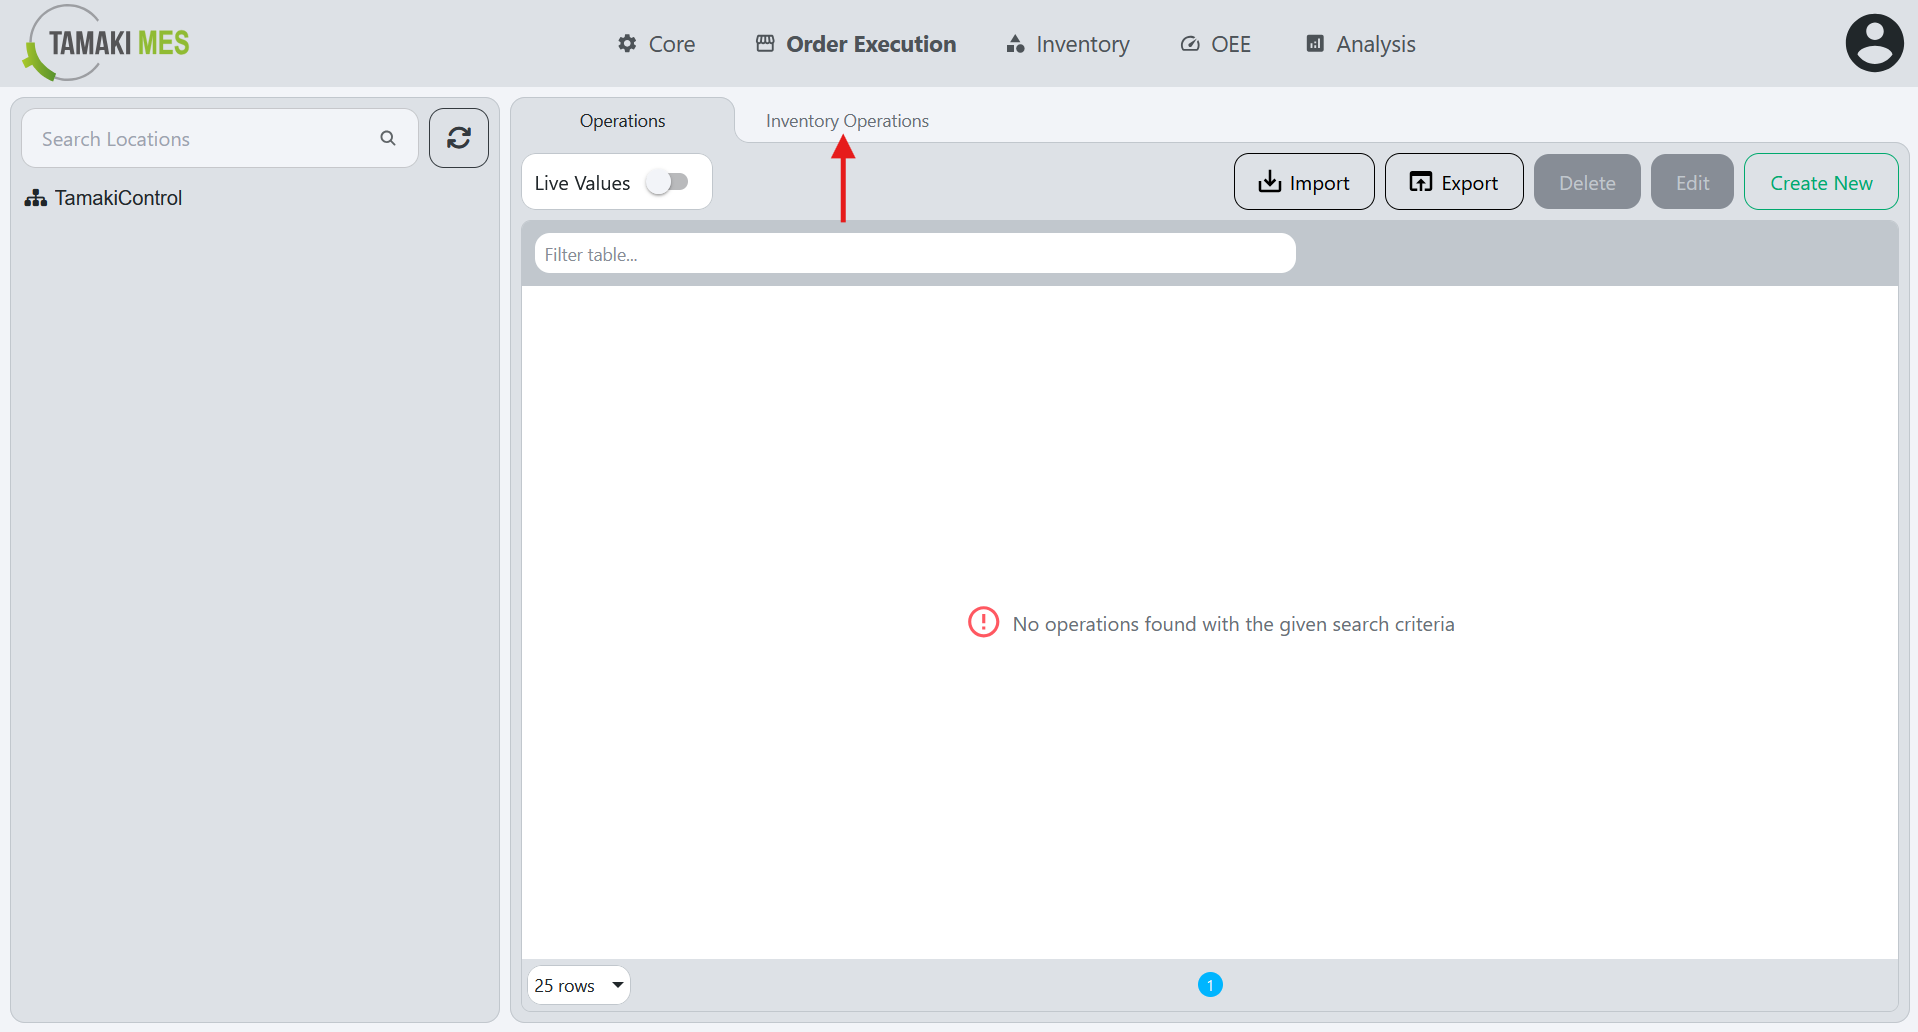 TAMAKI MES
Core
Order Execution
Inventory
OEE
Analysis
Search Locations
TamakiControl
Operations
Inventory Operations
Live Values
Import
Export
Delete
Edit
Create New
Filter table...
No operations found with the given search criteria
25 rows
1